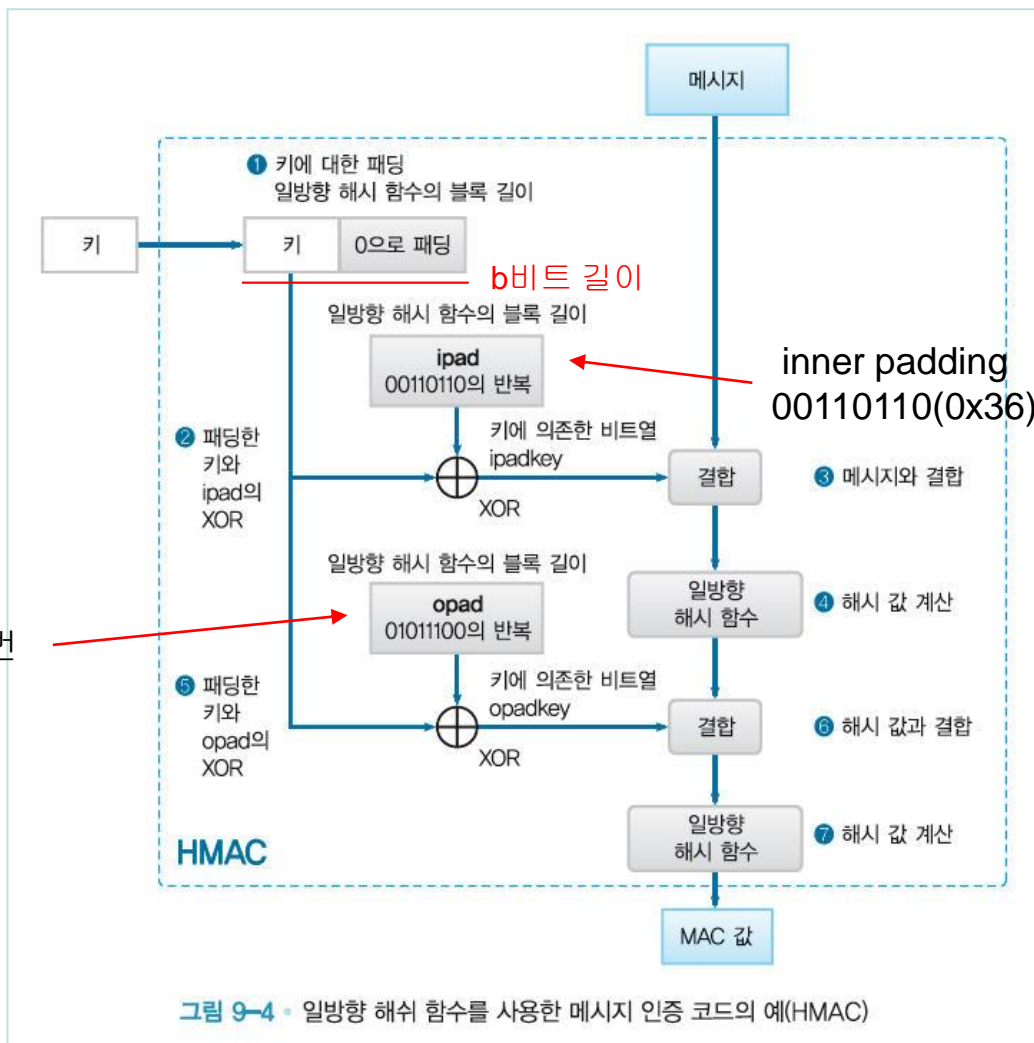 메시지
❶ 키에 대한 패딩
일방향 해시 함수의 블록 길이
키
키
0으로 패딩
b비트 길이
일방향 해시 함수의 블록 길이
ipad
00110110의 반복
inner padding
00110110(0x36)
❷ 패딩한
키와
ipad의
XOR
키에 의존한 비트열
ipadkey
XOR
결합
❸ 메시지와 결합
일방향 해시 함수의 블록 길이
opad
01011100의 반복
일방향
해시 함수
❹ 해시 값 계산
❺ 패딩한
키와
opad의
XOR
키에 의존한 비트열
opadkey
XOR
결합
❻ 해시 값과 결합
일방향
해시 함수
❼ 해시 값 계산
HMAC
MAC 값
그림 9-4 • 일방향 해쉬 함수를 사용한 메시지 인증 코드의 예(HMAC)